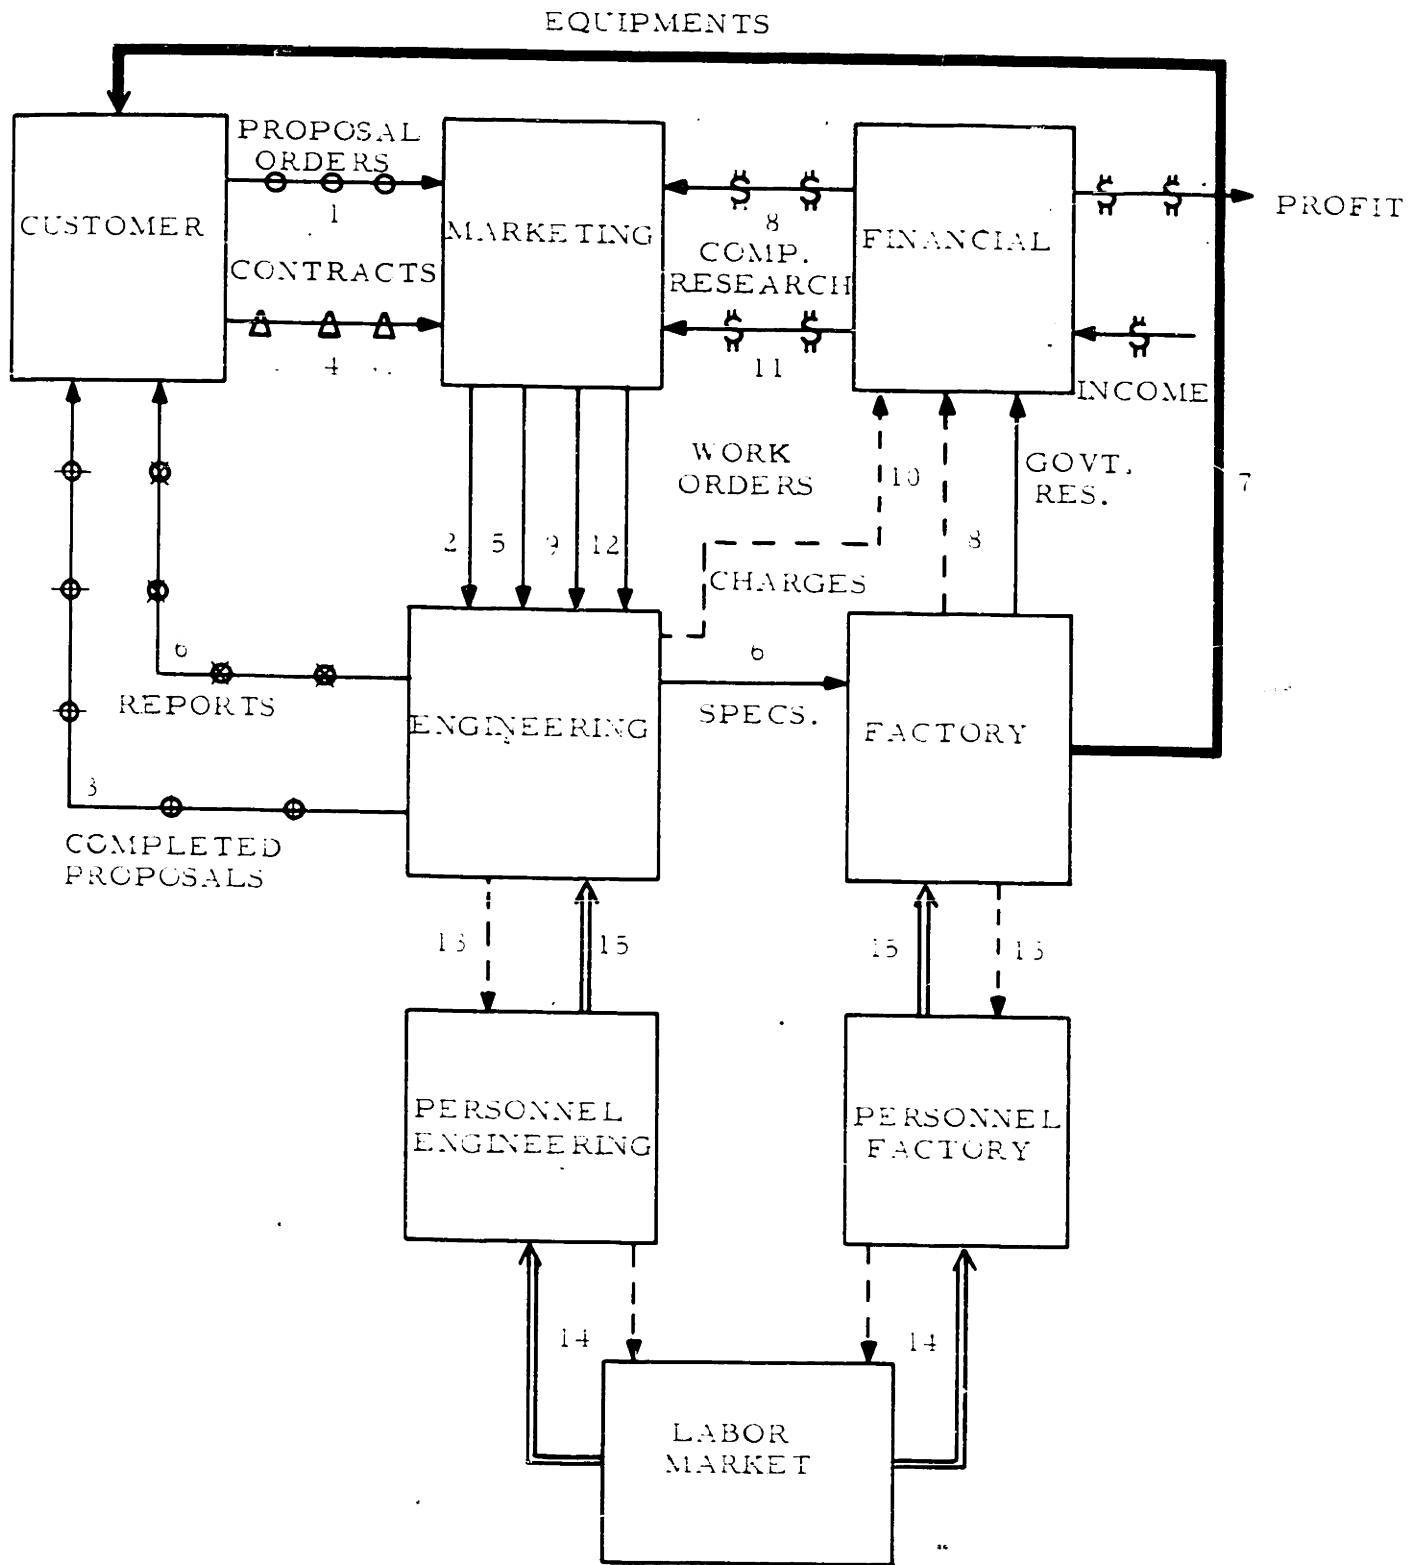 EQUIPMENTS
PROPOSAL
ORDERS
1
CUSTOMER
MARKETING
8
FINANCIAL
PROFIT
CONTRACTS
COMP.
RESEARCH
4
11
INCOME
WORK
ORDERS
10
GOVT.
RES.
7
2
5
9
12
8
CHARGES
6
6
REPORTS
SPECS.
ENGINEERING
FACTORY
3
COMPLETED
PROPOSALS
13
15
15
13
PERSONNEL
ENGINEERING
PERSONNEL
FACTORY
14
14
LABOR
MARKET